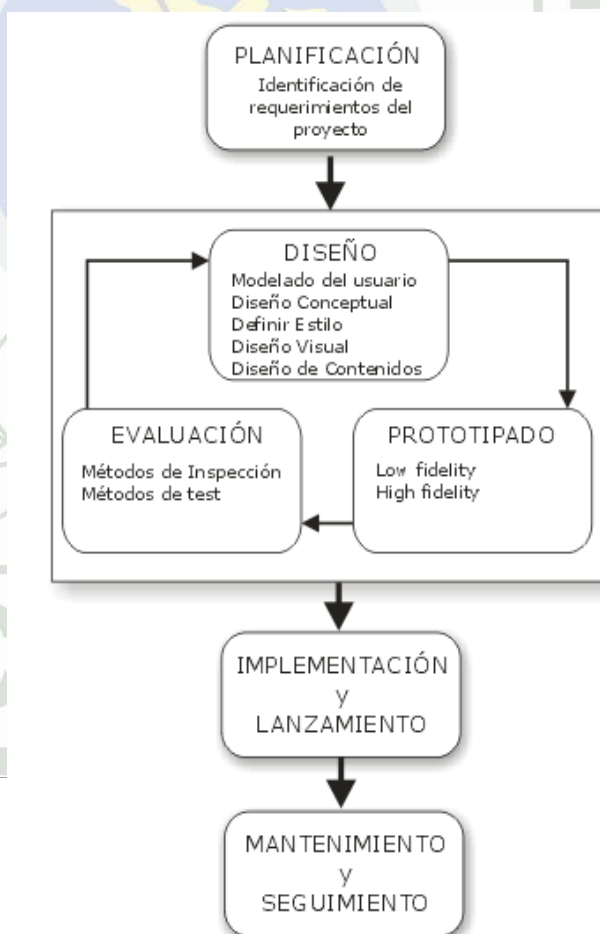 PLANIFICACIÓN
Identificación de
requerimientos del
proyecto
DISEÑO
Modelado del usuario
Diseño Conceptual
Definir Estilo
Diseño Visual
Diseño de Contenidos
EVALUACIÓN
Métodos de Inspección
Métodos de test
PROTOTIPADO
Low fidelity
High fidelity
IMPLEMENTACIÓN
y
LANZAMIENTO
MANTENIMIENTO
y
SEGUIMIENTO